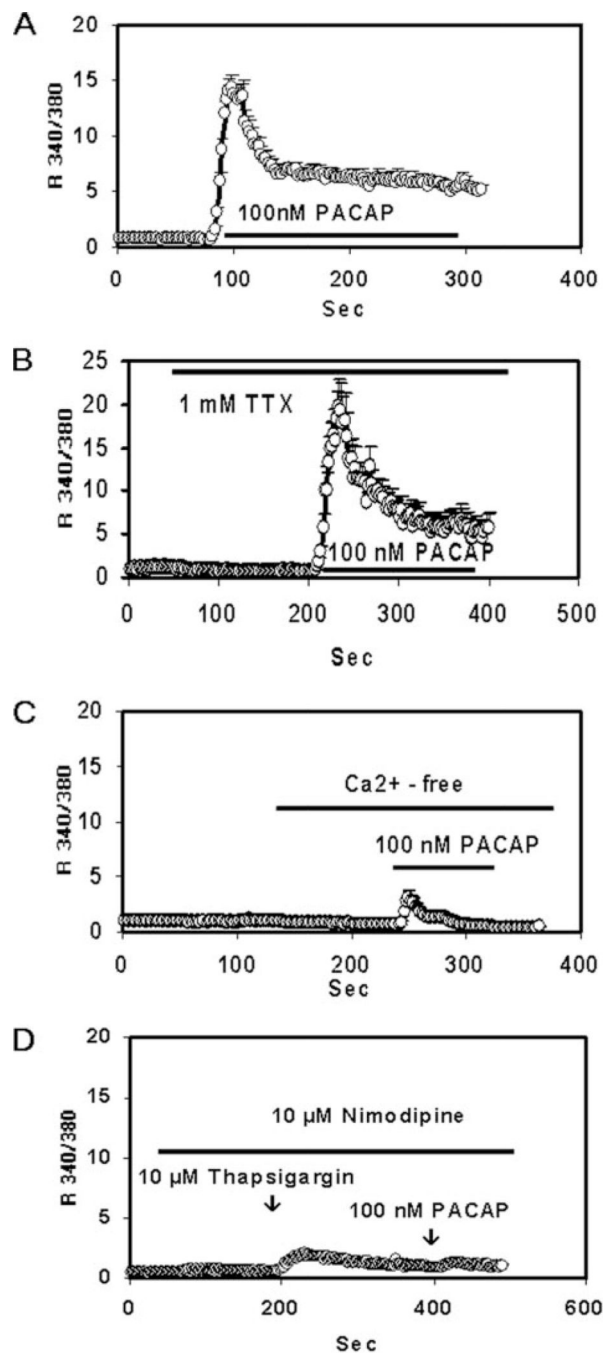 A
20
15
10
5
0
R 340/380
100nM PACAP
0 100 200 300 400
Sec
B
25
20
15
10
5
0
R 340/380
1 mM TTX
100 nM PACAP
0 100 200 300 400 500
Sec
C
20
15
10
5
0
R 340/380
Ca2+ -free
100 nM PACAP
0 100 200 300 400
Sec
D
20
15
10
5
0
R 340/380
10 µM Nimodipine
10 µM Thapsigargin
100 nM PACAP
0 200 400 600
Sec